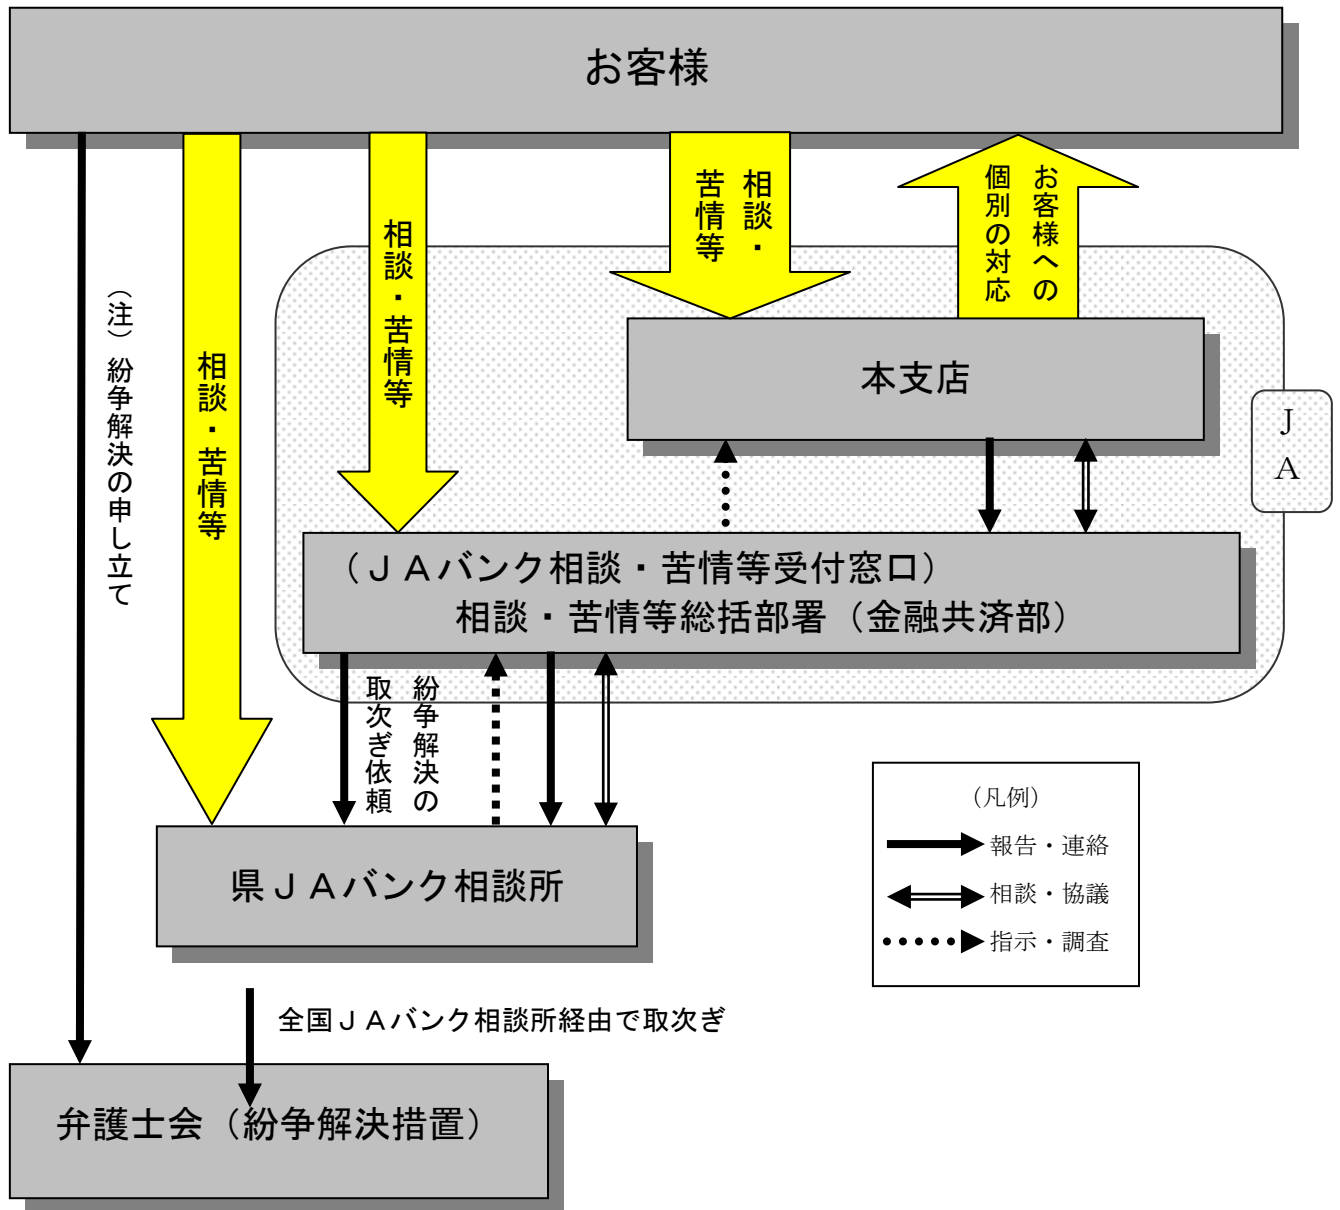 お客様
相談・
苦情等
お客様への
個別の対応
相談・苦情等
相談・苦情等
（注）紛争解決の申し立て
本支店
ＪＡ
（ＪＡバンク相談・苦情等受付窓口）
相談・苦情等総括部署（金融共済部）
紛争解決の
取次ぎ依頼
県ＪＡバンク相談所
（凡例）
報告・連絡
相談・協議
指示・調査
全国ＪＡバンク相談所経由で取次ぎ
弁護士会（紛争解決措置）